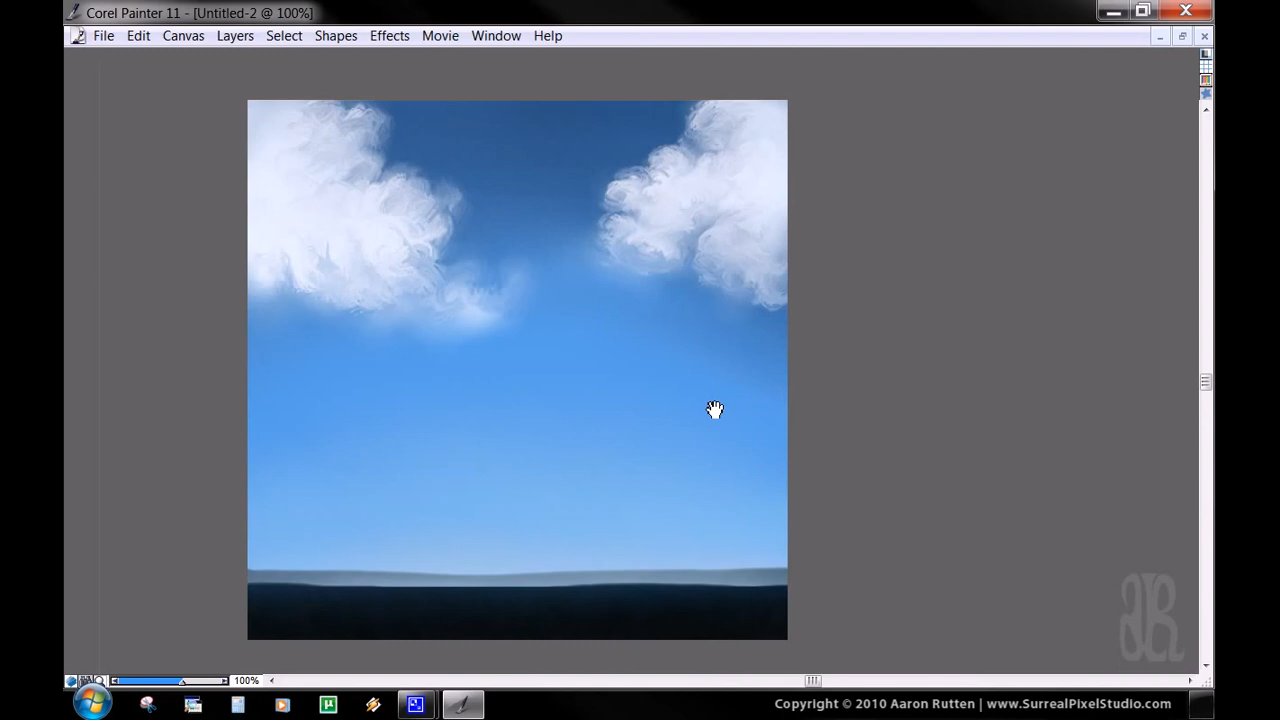 Corel Painter 11 - [Untitled-2 @ 100%]
File Edit Canvas Layers Select Shapes Effects Movie Window Help
100%
Copyright © 2010 Aaron Rutten | www.SurrealPixelStudio.com